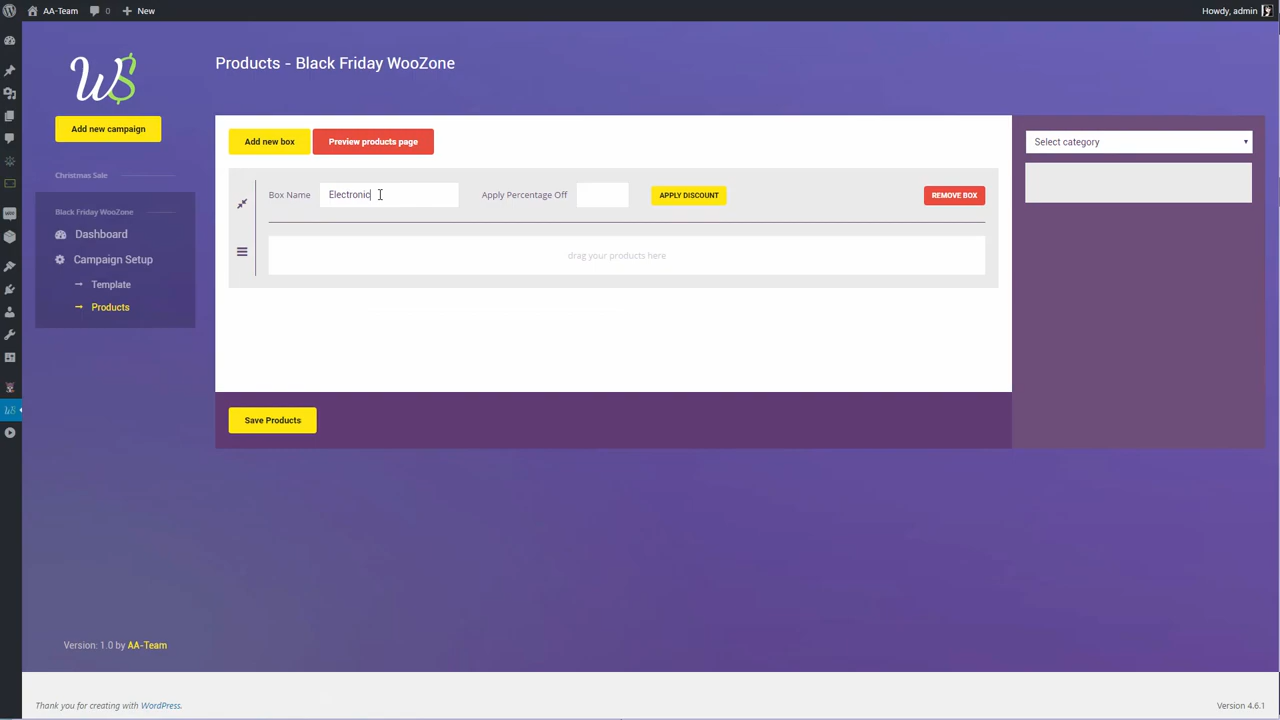 AA-Team 0 New Howdy, admin
W$
Products - Black Friday WooZone
Add new campaign
Christmas Sale
Black Friday WooZone
Dashboard
Campaign Setup
Template
Products
Add new box Preview products page
Box Name Electronic Apply Percentage Off APPLY DISCOUNT REMOVE BOX
drag your products here
Save Products
Select category
Version: 1.0 by AA-Team
Thank you for creating with WordPress. Version 4.6.1